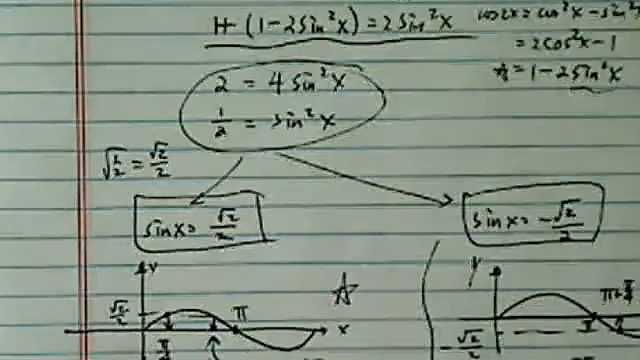 1+(1-2sin²x)=2sin²x
cos2x=cos²x-sin²x
=2cos²x-1
=1-2sin²x
2 = 4sin²x
1/2 = sin²x
√(1/2) = √2/2
sinx = √2/2
sinx = -√2/2
y
√2/2
π
x
y
π
-√2/2